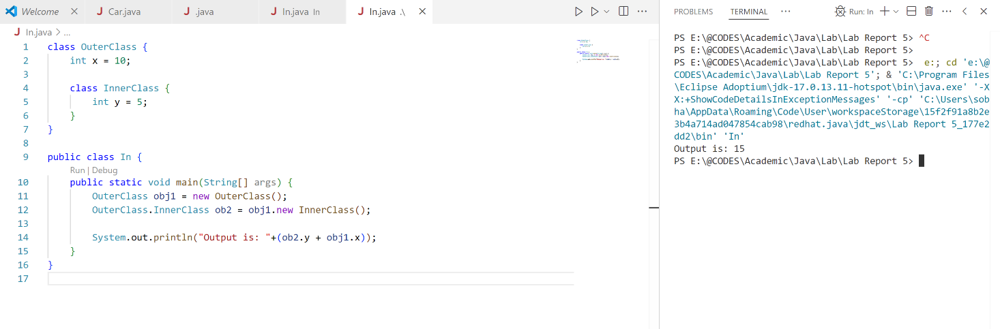 Welcome
Car.java
.java
In.java In
In.java .\
In.java > ...
1 class OuterClass {
2 int x = 10;
3
4 class InnerClass {
5 int y = 5;
6 }
7 }
8
9 public class In {
Run | Debug
10 public static void main(String[] args) {
11 OuterClass obj1 = new OuterClass();
12 OuterClass.InnerClass ob2 = obj1.new InnerClass();
13
14 System.out.println("Output is: "+(ob2.y + obj1.x));
15 }
16 }
17
PROBLEMS TERMINAL ... Run: In
PS E:\@CODES\Academic\Java\Lab\Lab Report 5> ^C
PS E:\@CODES\Academic\Java\Lab\Lab Report 5>
PS E:\@CODES\Academic\Java\Lab\Lab Report 5> e:; cd 'e:\@
CODES\Academic\Java\Lab\Lab Report 5'; & 'C:\Program Files
\Eclipse Adoptium\jdk-17.0.13.11-hotspot\bin\java.exe' '-X
X:+ShowCodeDetailsInExceptionMessages' '-cp' 'C:\Users\sob
ha\AppData\Roaming\Code\User\workspaceStorage\15f2f91a8b2e
3b4a714ad047854cab98\redhat.java\jdt_ws\Lab Report 5_177e2
dd2\bin' 'In'
Output is: 15
PS E:\@CODES\Academic\Java\Lab\Lab Report 5>